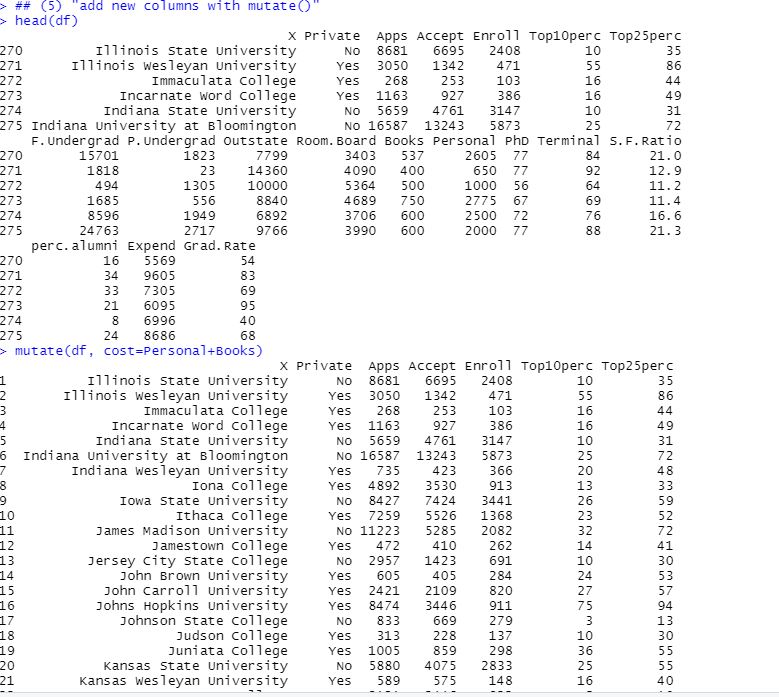 > ## (5) "add new columns with mutate()"
> head(df)
X Private Apps Accept Enroll Top10perc Top25perc
270 Illinois State University No 8681 6695 2408 10 35
271 Illinois Wesleyan University Yes 3050 1342 471 55 86
272 Immaculata College Yes 268 253 103 16 44
273 Incarnate Word College Yes 1163 927 386 16 49
274 Indiana State University No 5659 4761 3147 10 31
275 Indiana University at Bloomington No 16587 13243 5873 25 72
F.Undergrad P.Undergrad Outstate Room.Board Books Personal PhD Terminal S.F.Ratio
270 15701 1823 7799 3403 537 2605 77 84 21.0
271 1818 23 14360 4090 400 650 77 92 12.9
272 494 1305 10000 5364 500 1000 56 64 11.2
273 1685 556 8840 4689 750 2775 67 69 11.4
274 8596 1949 6892 3706 600 2500 72 76 16.6
275 24763 2717 9766 3990 600 2000 77 88 21.3
perc.alumni Expend Grad.Rate
270 16 5569 54
271 34 9605 83
272 33 7305 69
273 21 6095 95
274 8 6996 40
275 24 8686 68
> mutate(df, cost=Personal+Books)
X Private Apps Accept Enroll Top10perc Top25perc
1 Illinois State University No 8681 6695 2408 10 35
2 Illinois Wesleyan University Yes 3050 1342 471 55 86
3 Immaculata College Yes 268 253 103 16 44
4 Incarnate Word College Yes 1163 927 386 16 49
5 Indiana State University No 5659 4761 3147 10 31
6 Indiana University at Bloomington No 16587 13243 5873 25 72
7 Indiana Wesleyan University Yes 735 423 366 20 48
8 Iona College Yes 4892 3530 913 13 33
9 Iowa State University No 8427 7424 3441 26 59
10 Ithaca College Yes 7259 5526 1368 23 52
11 James Madison University No 11223 5285 2082 32 72
12 Jamestown College Yes 472 410 262 14 41
13 Jersey City State College No 2957 1423 691 10 30
14 John Brown University Yes 605 405 284 24 53
15 John Carroll University Yes 2421 2109 820 27 57
16 Johns Hopkins University Yes 8474 3446 911 75 94
17 Johnson State College No 833 669 279 3 13
18 Judson College Yes 313 228 137 10 30
19 Juniata College Yes 1005 859 298 36 55
20 Kansas State University No 5880 4075 2833 25 55
21 Kansas Wesleyan University Yes 589 575 148 16 40